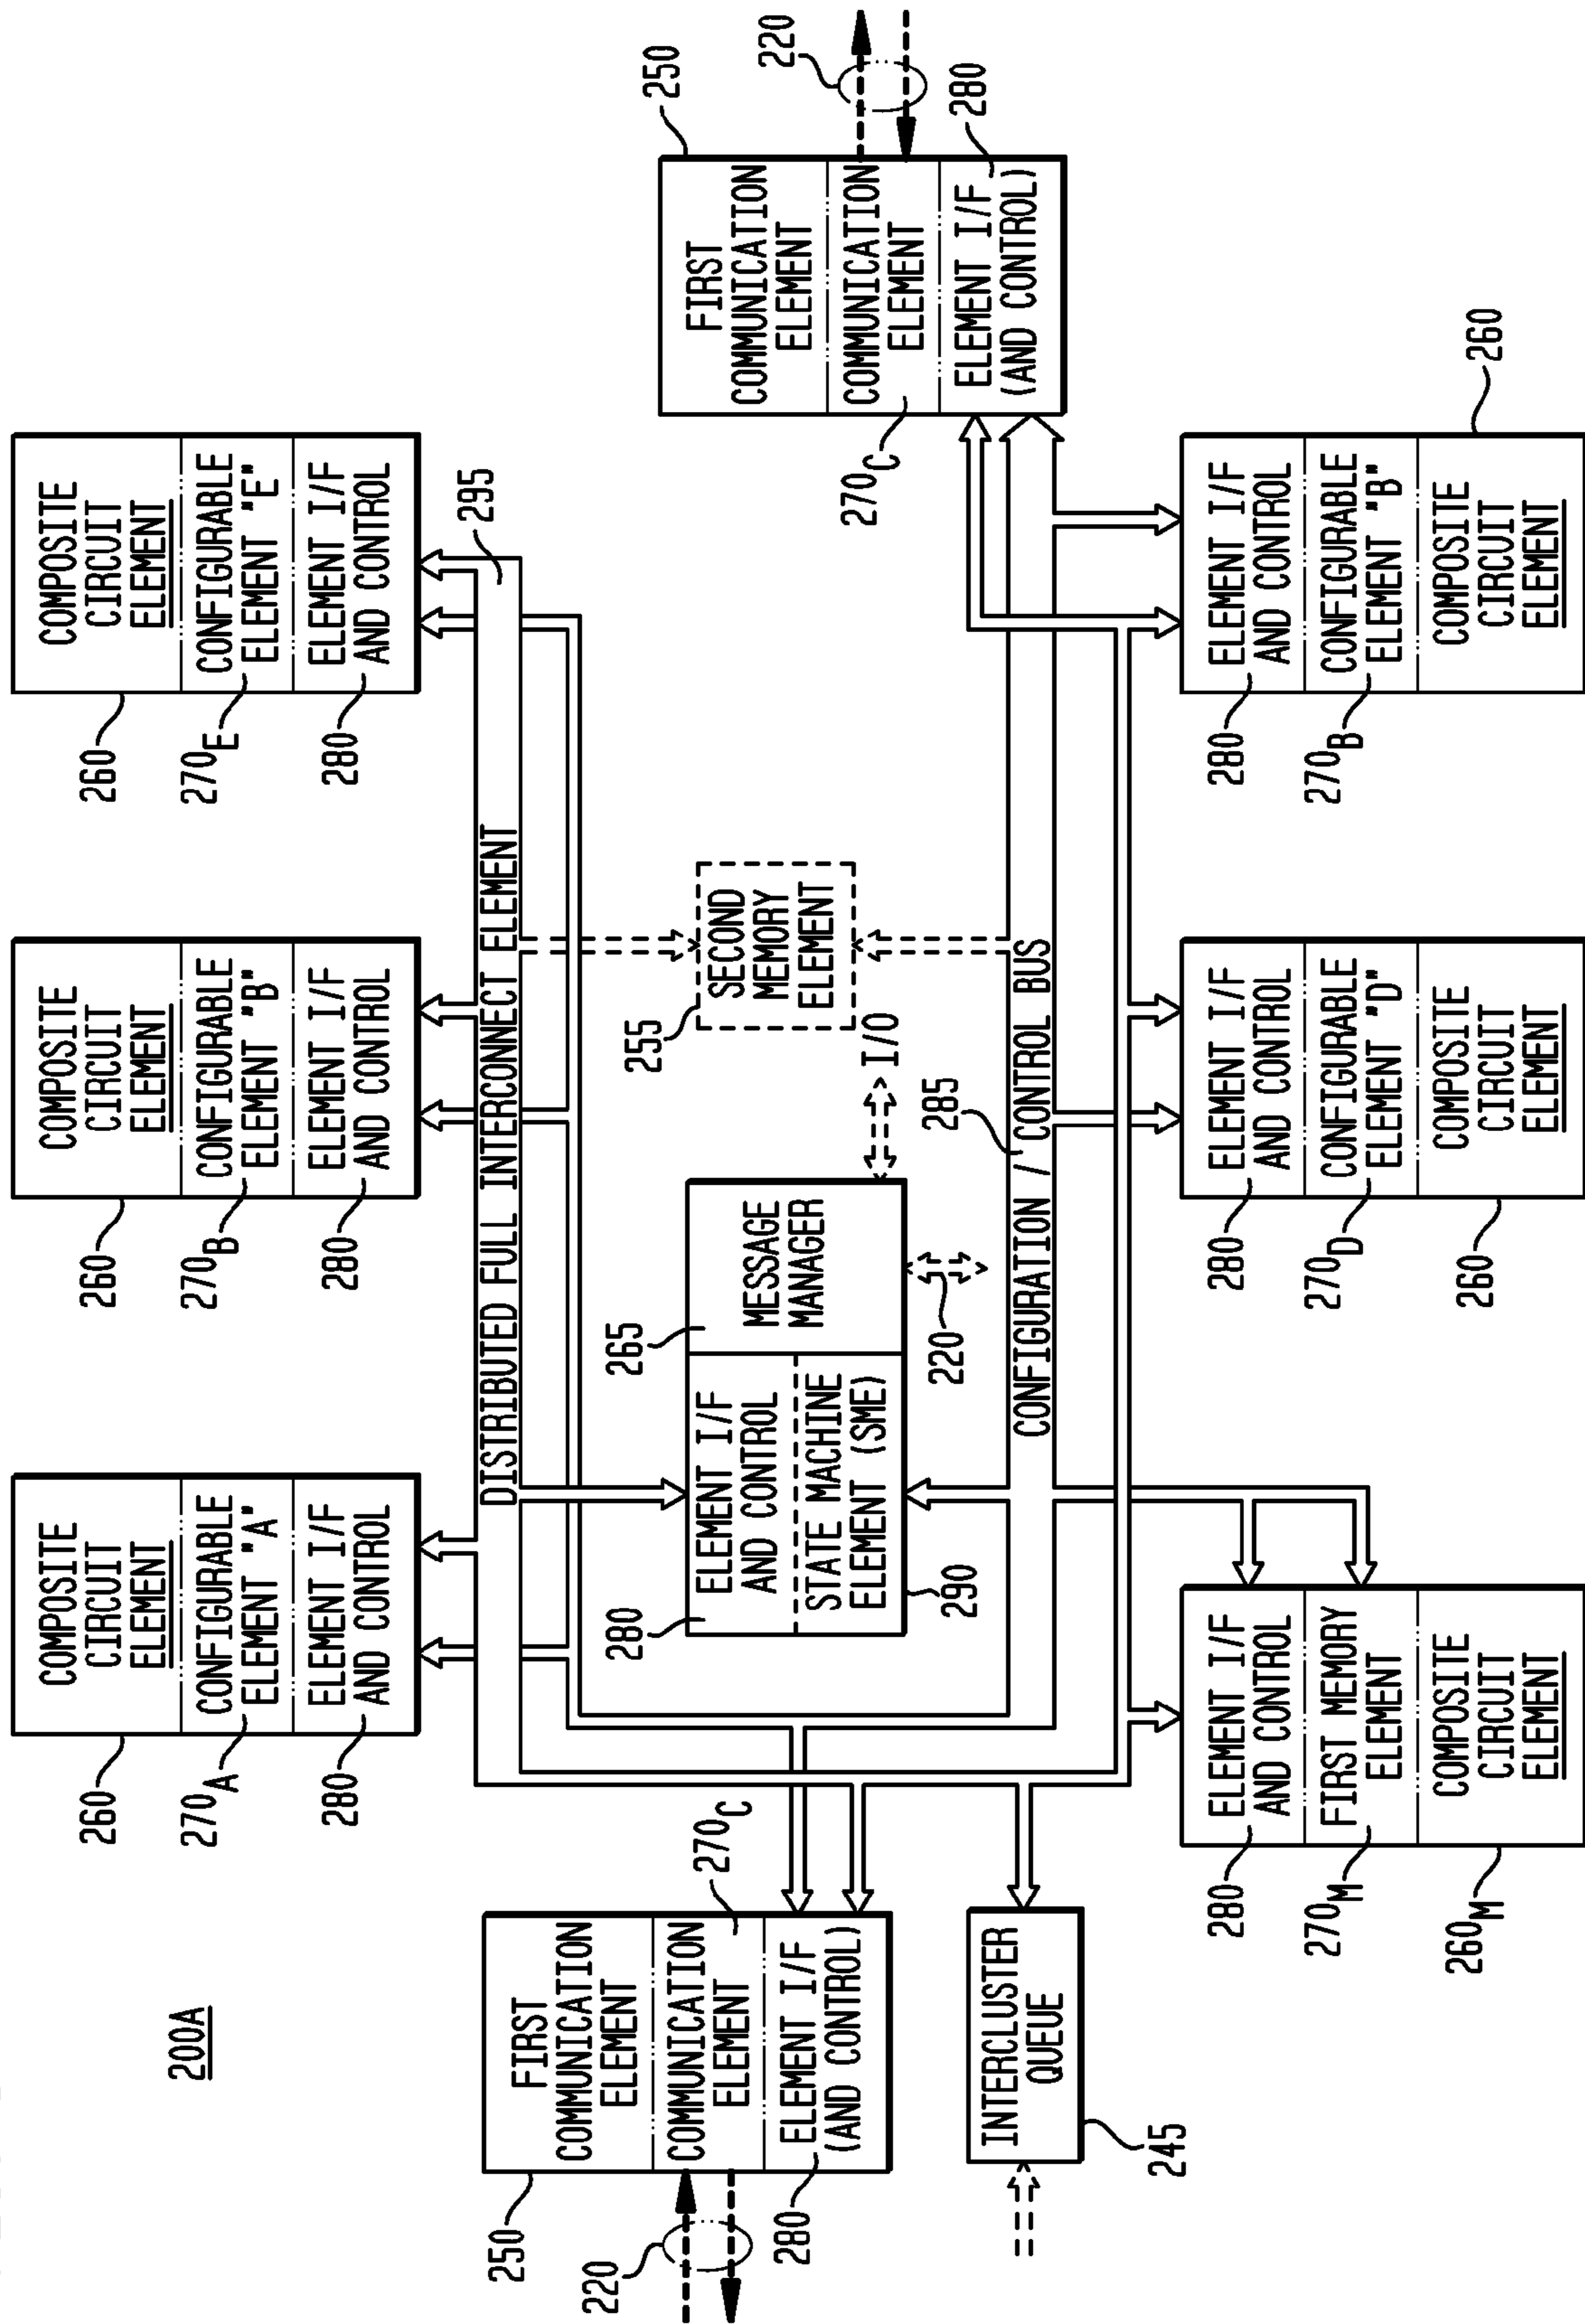 200A
COMPOSITE
CIRCUIT
ELEMENT
CONFIGURABLE
ELEMENT "A"
ELEMENT I/F
AND CONTROL
260
270A
280
COMPOSITE
CIRCUIT
ELEMENT
CONFIGURABLE
ELEMENT "B"
ELEMENT I/F
AND CONTROL
260
270B
280
COMPOSITE
CIRCUIT
ELEMENT
CONFIGURABLE
ELEMENT "E"
ELEMENT I/F
AND CONTROL
260
270E
280
DISTRIBUTED FULL INTERCONNECT ELEMENT
295
FIRST
COMMUNICATION
ELEMENT
COMMUNICATION
ELEMENT
ELEMENT I/F
(AND CONTROL)
250
220
280
270C
ELEMENT I/F
AND CONTROL
STATE MACHINE
ELEMENT (SME)
280
290
MESSAGE
MANAGER
265
220
I/O
SECOND
MEMORY
ELEMENT
255
FIRST
COMMUNICATION
ELEMENT
COMMUNICATION
ELEMENT
ELEMENT I/F
(AND CONTROL)
250
220
280
270C
INTERCLUSTER
QUEUE
245
CONFIGURATION / CONTROL BUS
285
ELEMENT I/F
AND CONTROL
FIRST MEMORY
ELEMENT
COMPOSITE
CIRCUIT
ELEMENT
280
270M
260M
ELEMENT I/F
AND CONTROL
CONFIGURABLE
ELEMENT "D"
COMPOSITE
CIRCUIT
ELEMENT
280
270D
260
ELEMENT I/F
AND CONTROL
CONFIGURABLE
ELEMENT "B"
COMPOSITE
CIRCUIT
ELEMENT
280
270B
260